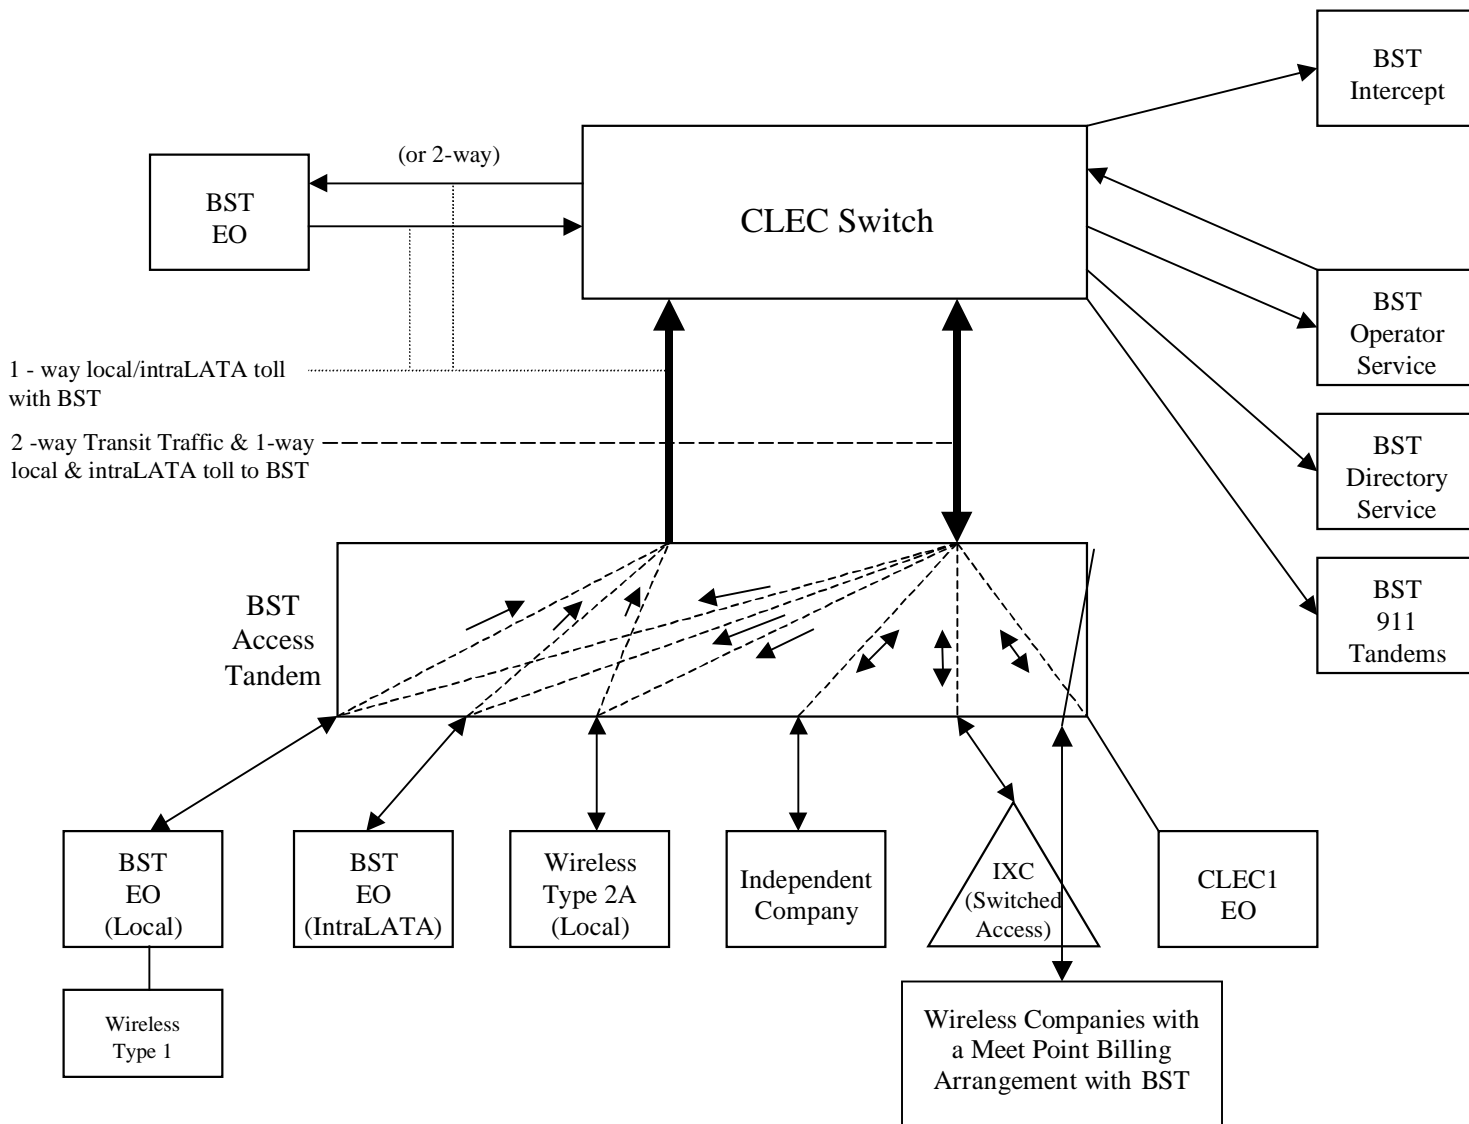 BST
Intercept
(or 2-way)
BST
EO
CLEC Switch
BST
Operator
Service
1 - way local/intraLATA toll
with BST
2 -way Transit Traffic & 1-way
local & intraLATA toll to BST
BST
Directory
Service
BST
911
Tandems
BST
Access
Tandem
BST
EO
(Local)
BST
EO
(IntraLATA)
Wireless
Type 2A
(Local)
Independent
Company
IXC
(Switched
Access)
CLEC1
EO
Wireless
Type 1
Wireless Companies with
a Meet Point Billing
Arrangement with BST